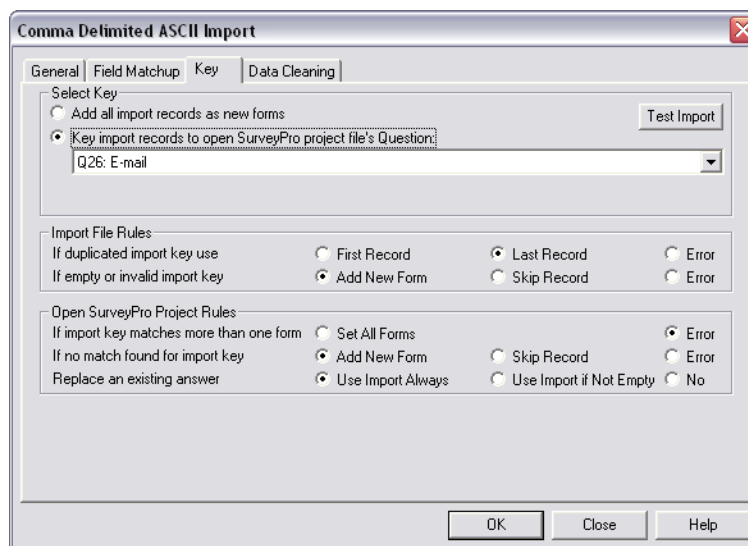 Comma Delimited ASCII Import
General Field Matchup Key Data Cleaning
Select Key
Add all import records as new forms Test Import
Key import records to open SurveyPro project file's Question:
Q26: E-mail
Import File Rules
If duplicated import key use First Record Last Record Error
If empty or invalid import key Add New Form Skip Record Error
Open SurveyPro Project Rules
If import key matches more than one form Set All Forms Error
If no match found for import key Add New Form Skip Record Error
Replace an existing answer Use Import Always Use Import if Not Empty No
OK Close Help